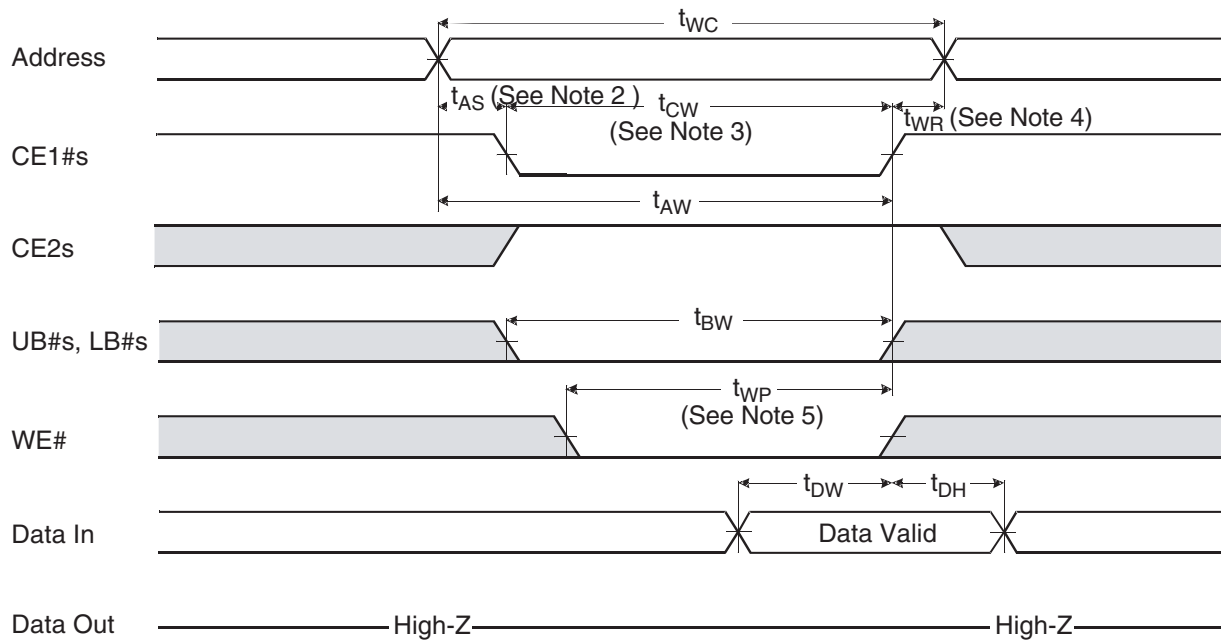 tWC
Address
tAS (See Note 2 )
tCW
(See Note 3)
tWR (See Note 4)
CE1#s
tAW
CE2s
tBW
UB#s, LB#s
tWP
(See Note 5)
WE#
tDW
tDH
Data In
Data Valid
Data Out
High-Z
High-Z